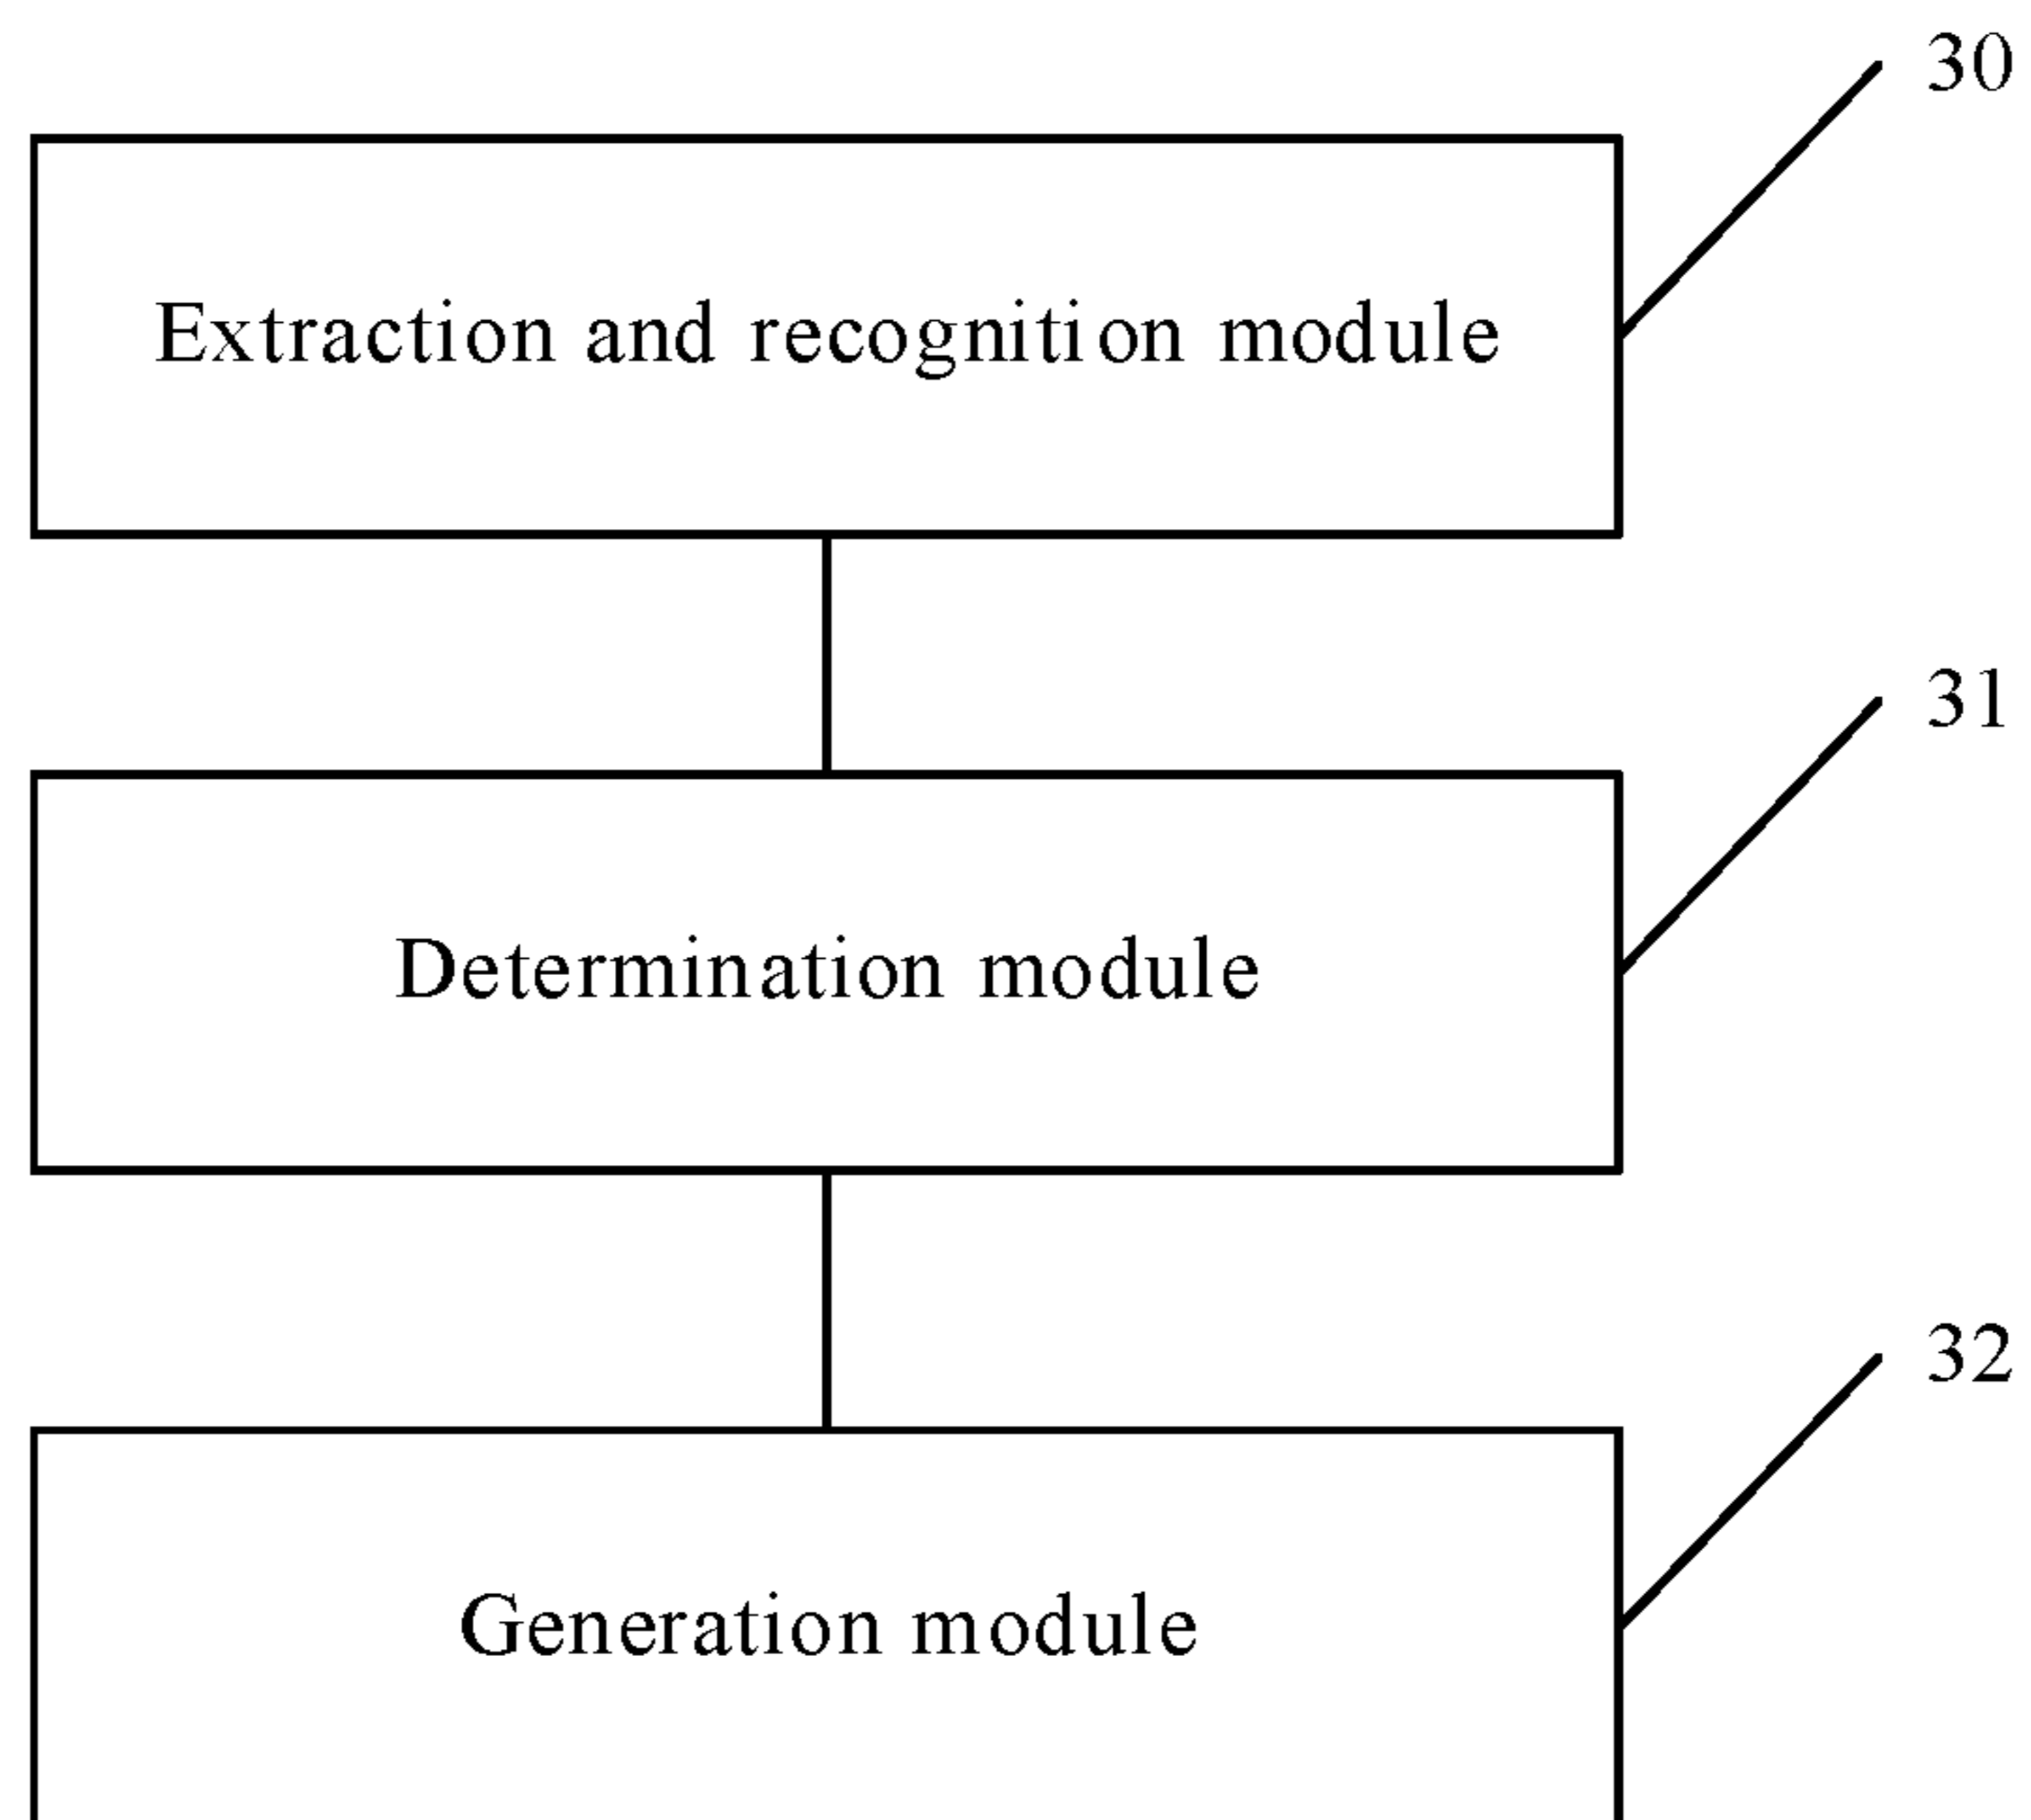 30
Extraction and recognition module
31
Determination module
32
Generation module